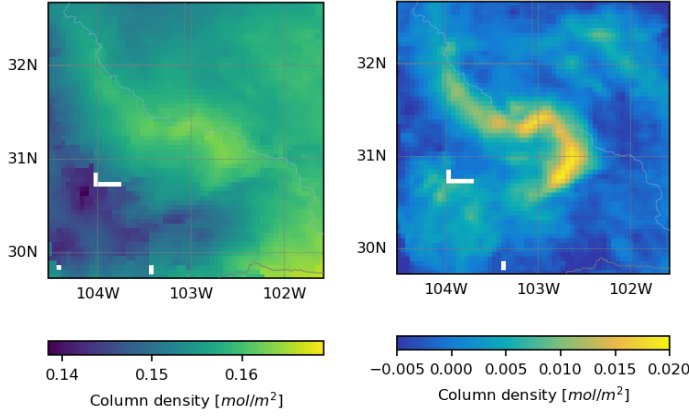 32N
31N
30N
104W 103W 102W
0.14 0.15 0.16
Column density [mol/m²]
32N
31N
30N
104W 103W 102W
−0.005 0.000 0.005 0.010 0.015 0.020
Column density [mol/m²]